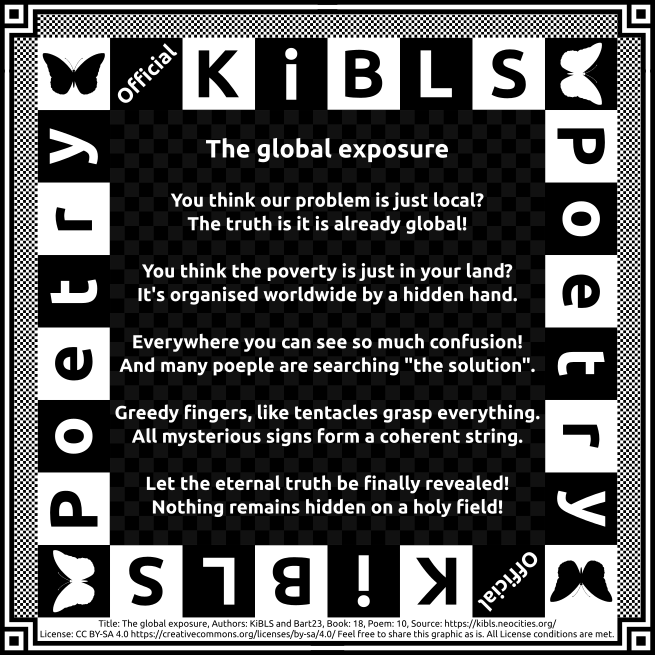 Official KiBLS
Poetry
Poetry
The global exposure
You think our problem is just local?
The truth is it is already global!
You think the poverty is just in your land?
It's organised worldwide by a hidden hand.
Everywhere you can see so much confusion!
And many poeple are searching "the solution".
Greedy fingers, like tentacles grasp everything.
All mysterious signs form a coherent string.
Let the eternal truth be finally revealed!
Nothing remains hidden on a holy field!
Official KiBLS
Title: The global exposure, Authors: KiBLS and Bart23, Book: 18, Poem: 10, Source: https://kibls.neocities.org/
License: CC BY-SA 4.0 https://creativecommons.org/licenses/by-sa/4.0/ Feel free to share this graphic as is. All License conditions are met.